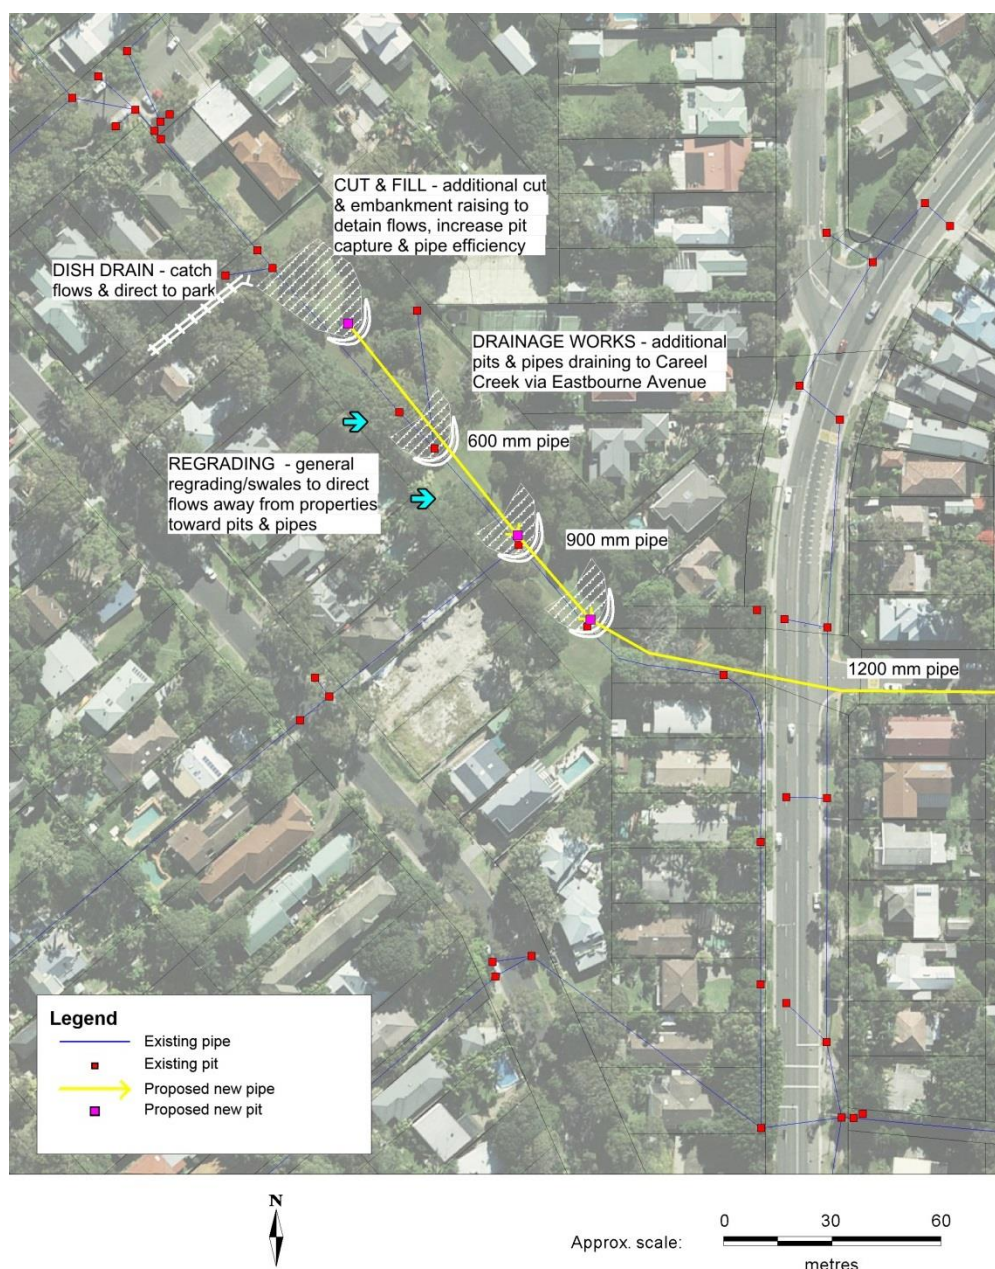 CUT & FILL - additional cut
& embankment raising to
detain flows, increase pit
capture & pipe efficiency
DISH DRAIN - catch
flows & direct to park
DRAINAGE WORKS - additional
pits & pipes draining to Careel
Creek via Eastbourne Avenue
600 mm pipe
REGRADING - general
regrading/swales to direct
flows away from properties
toward pits & pipes
900 mm pipe
1200 mm pipe
Legend
Existing pipe
Existing pit
Proposed new pipe
Proposed new pit
N
Approx. scale:
0 30 60
metres